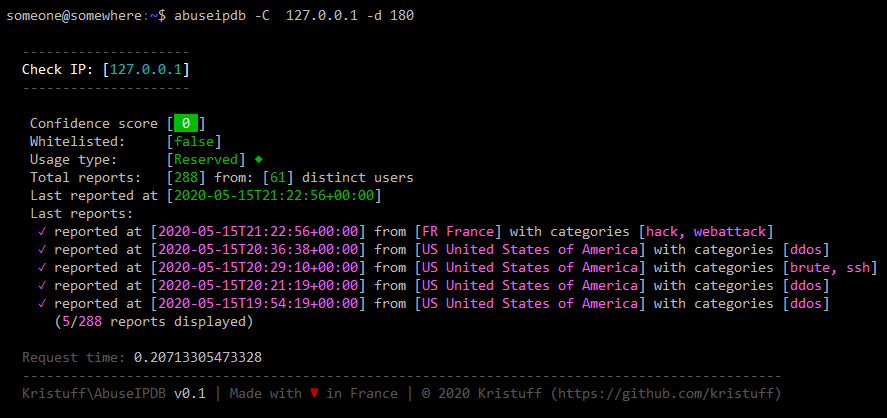 someone@somewhere:~$ abuseipdb -C  127.0.0.1 -d 180
---------------------
Check IP: [127.0.0.1]
---------------------
Confidence score [ 0 ]
Whitelisted:     [false]
Usage type:      [Reserved] ♦
Total reports:   [288] from: [61] distinct users
Last reported at [2020-05-15T21:22:56+00:00]
Last reports:
✓ reported at [2020-05-15T21:22:56+00:00] from [FR France] with categories [hack, webattack]
✓ reported at [2020-05-15T20:36:38+00:00] from [US United States of America] with categories [ddos]
✓ reported at [2020-05-15T20:29:10+00:00] from [US United States of America] with categories [brute, ssh]
✓ reported at [2020-05-15T20:21:19+00:00] from [US United States of America] with categories [ddos]
✓ reported at [2020-05-15T19:54:19+00:00] from [US United States of America] with categories [ddos]
(5/288 reports displayed)
Request time: 0.20713305473328
------------------------------------------------------------------------------------------------
Kristuff\AbuseIPDB v0.1 | Made with ♥ in France | © 2020 Kristuff (https://github.com/kristuff)